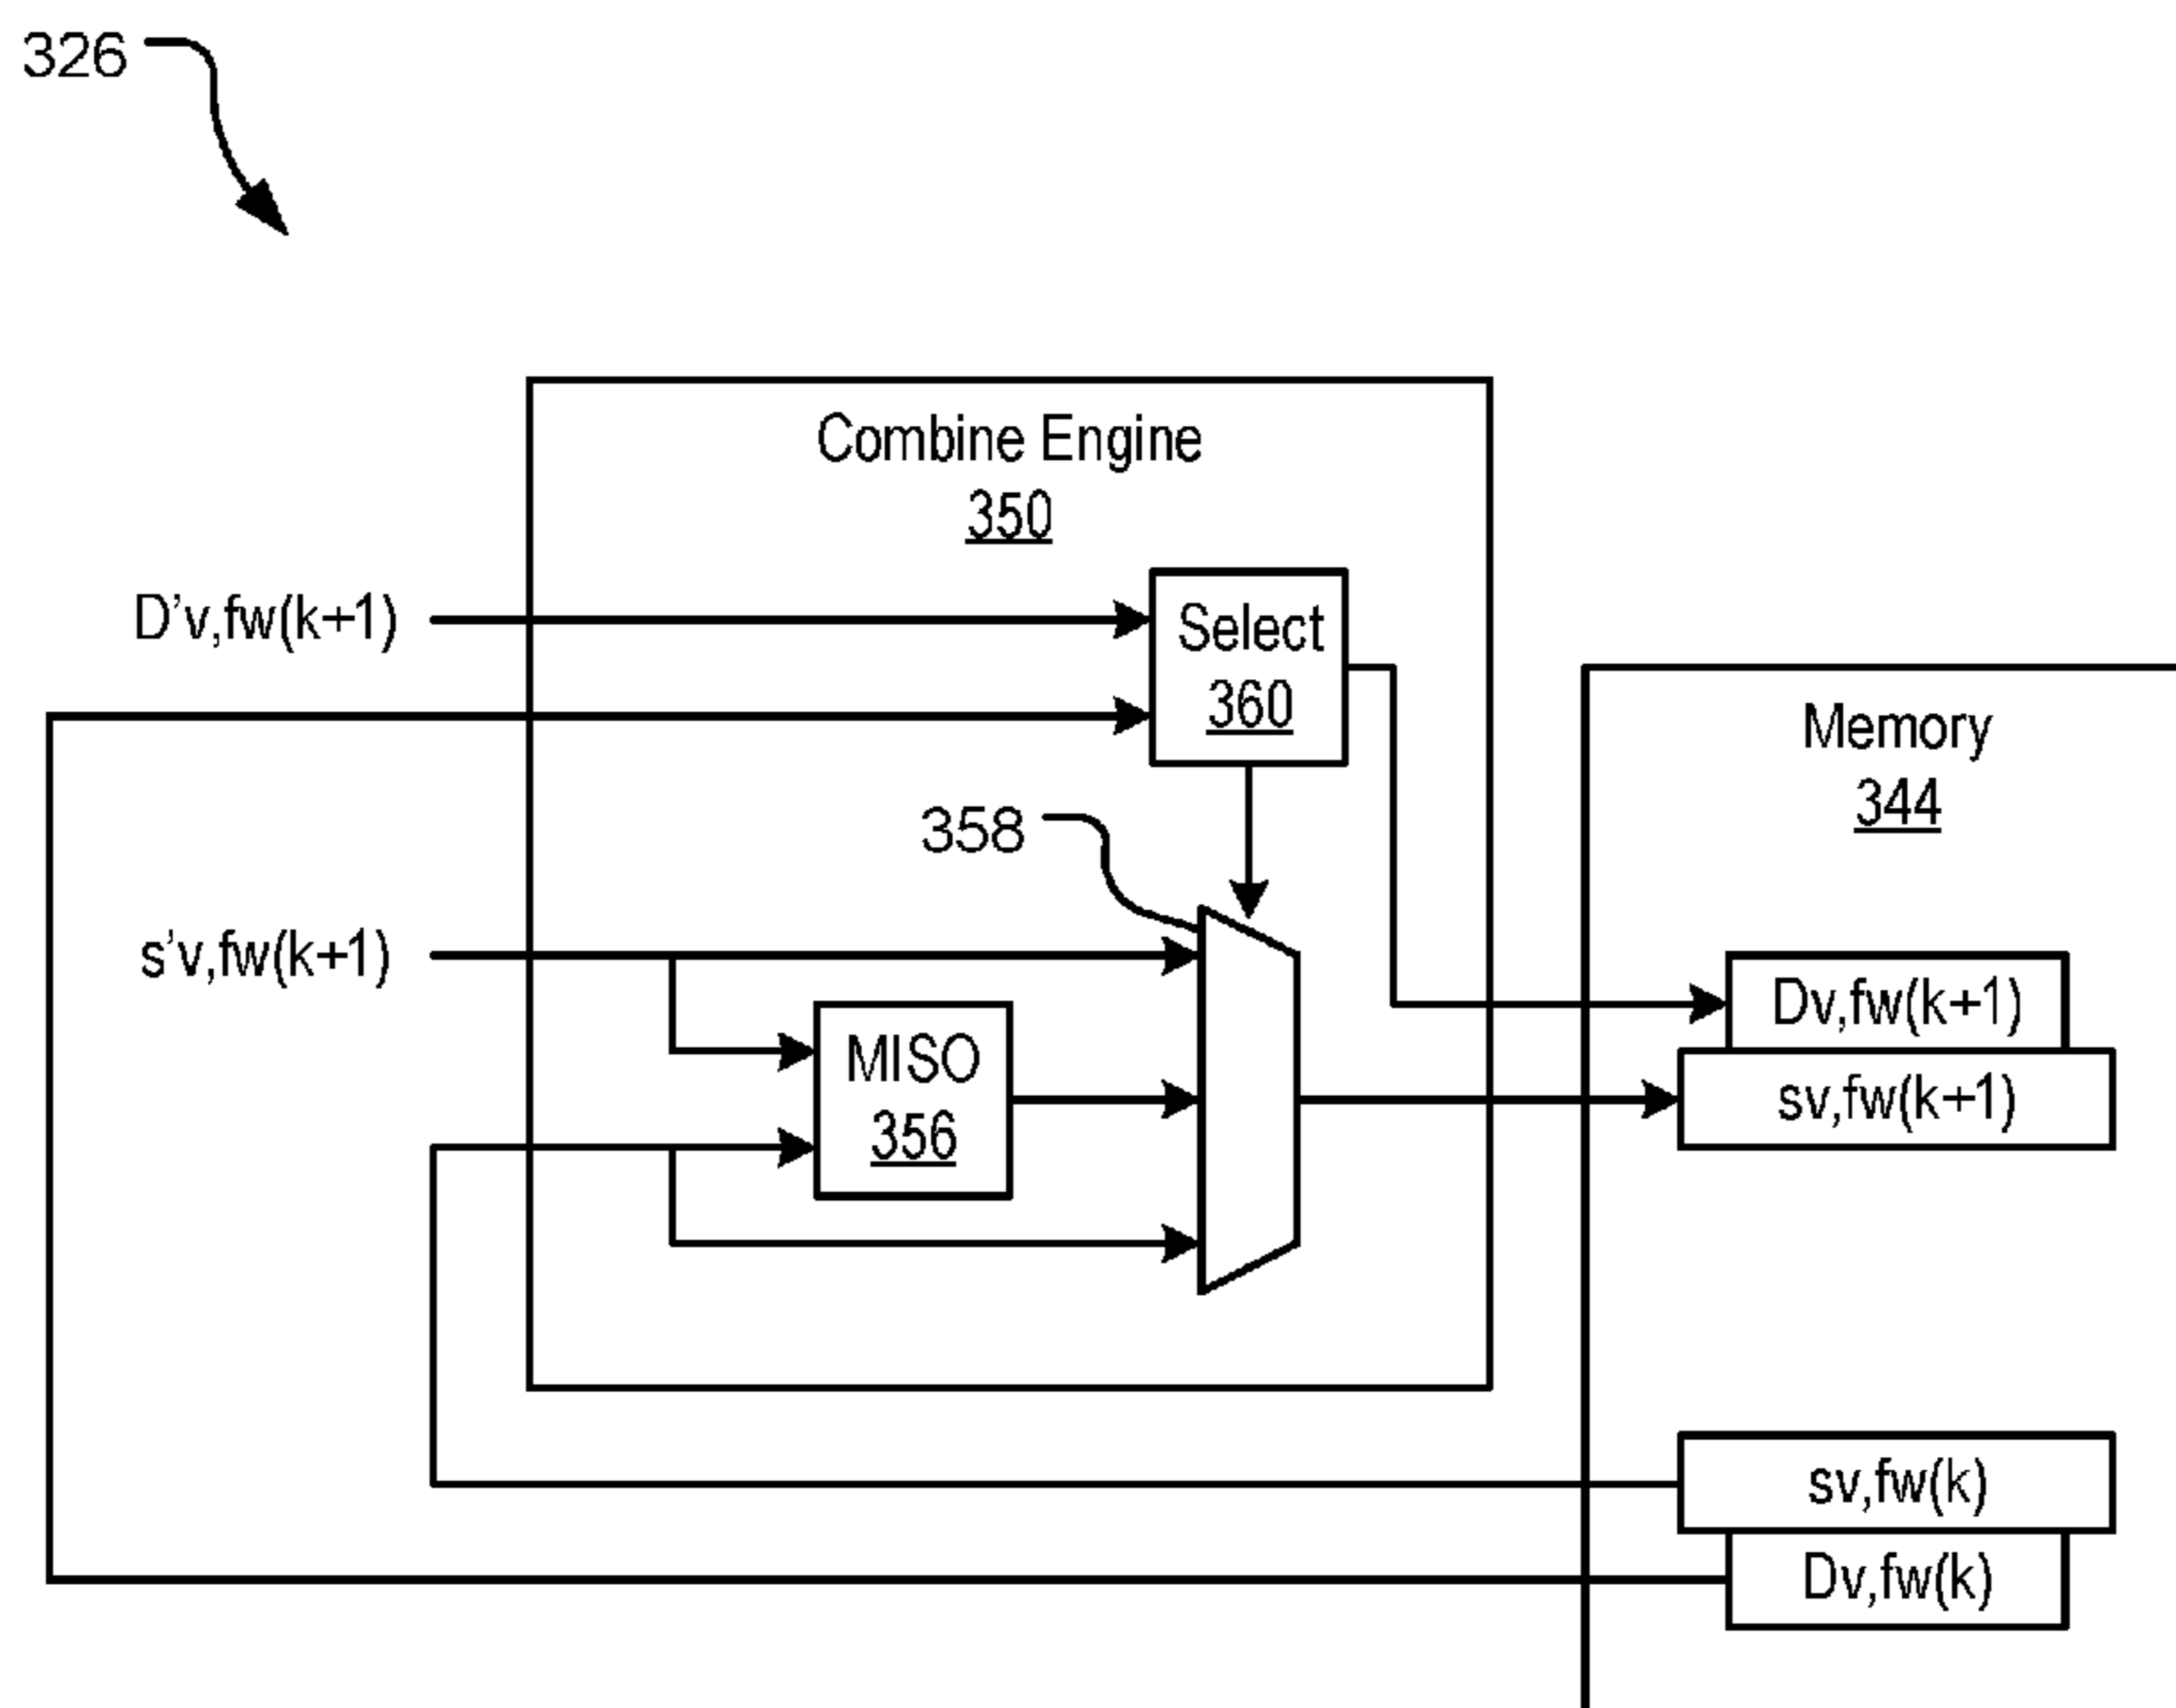 326
Combine Engine
350
D’v,fw(k+1)
Select
360
Memory
344
358
s’v,fw(k+1)
MISO
356
Dv,fw(k+1)
sv,fw(k+1)
sv,fw(k)
Dv,fw(k)